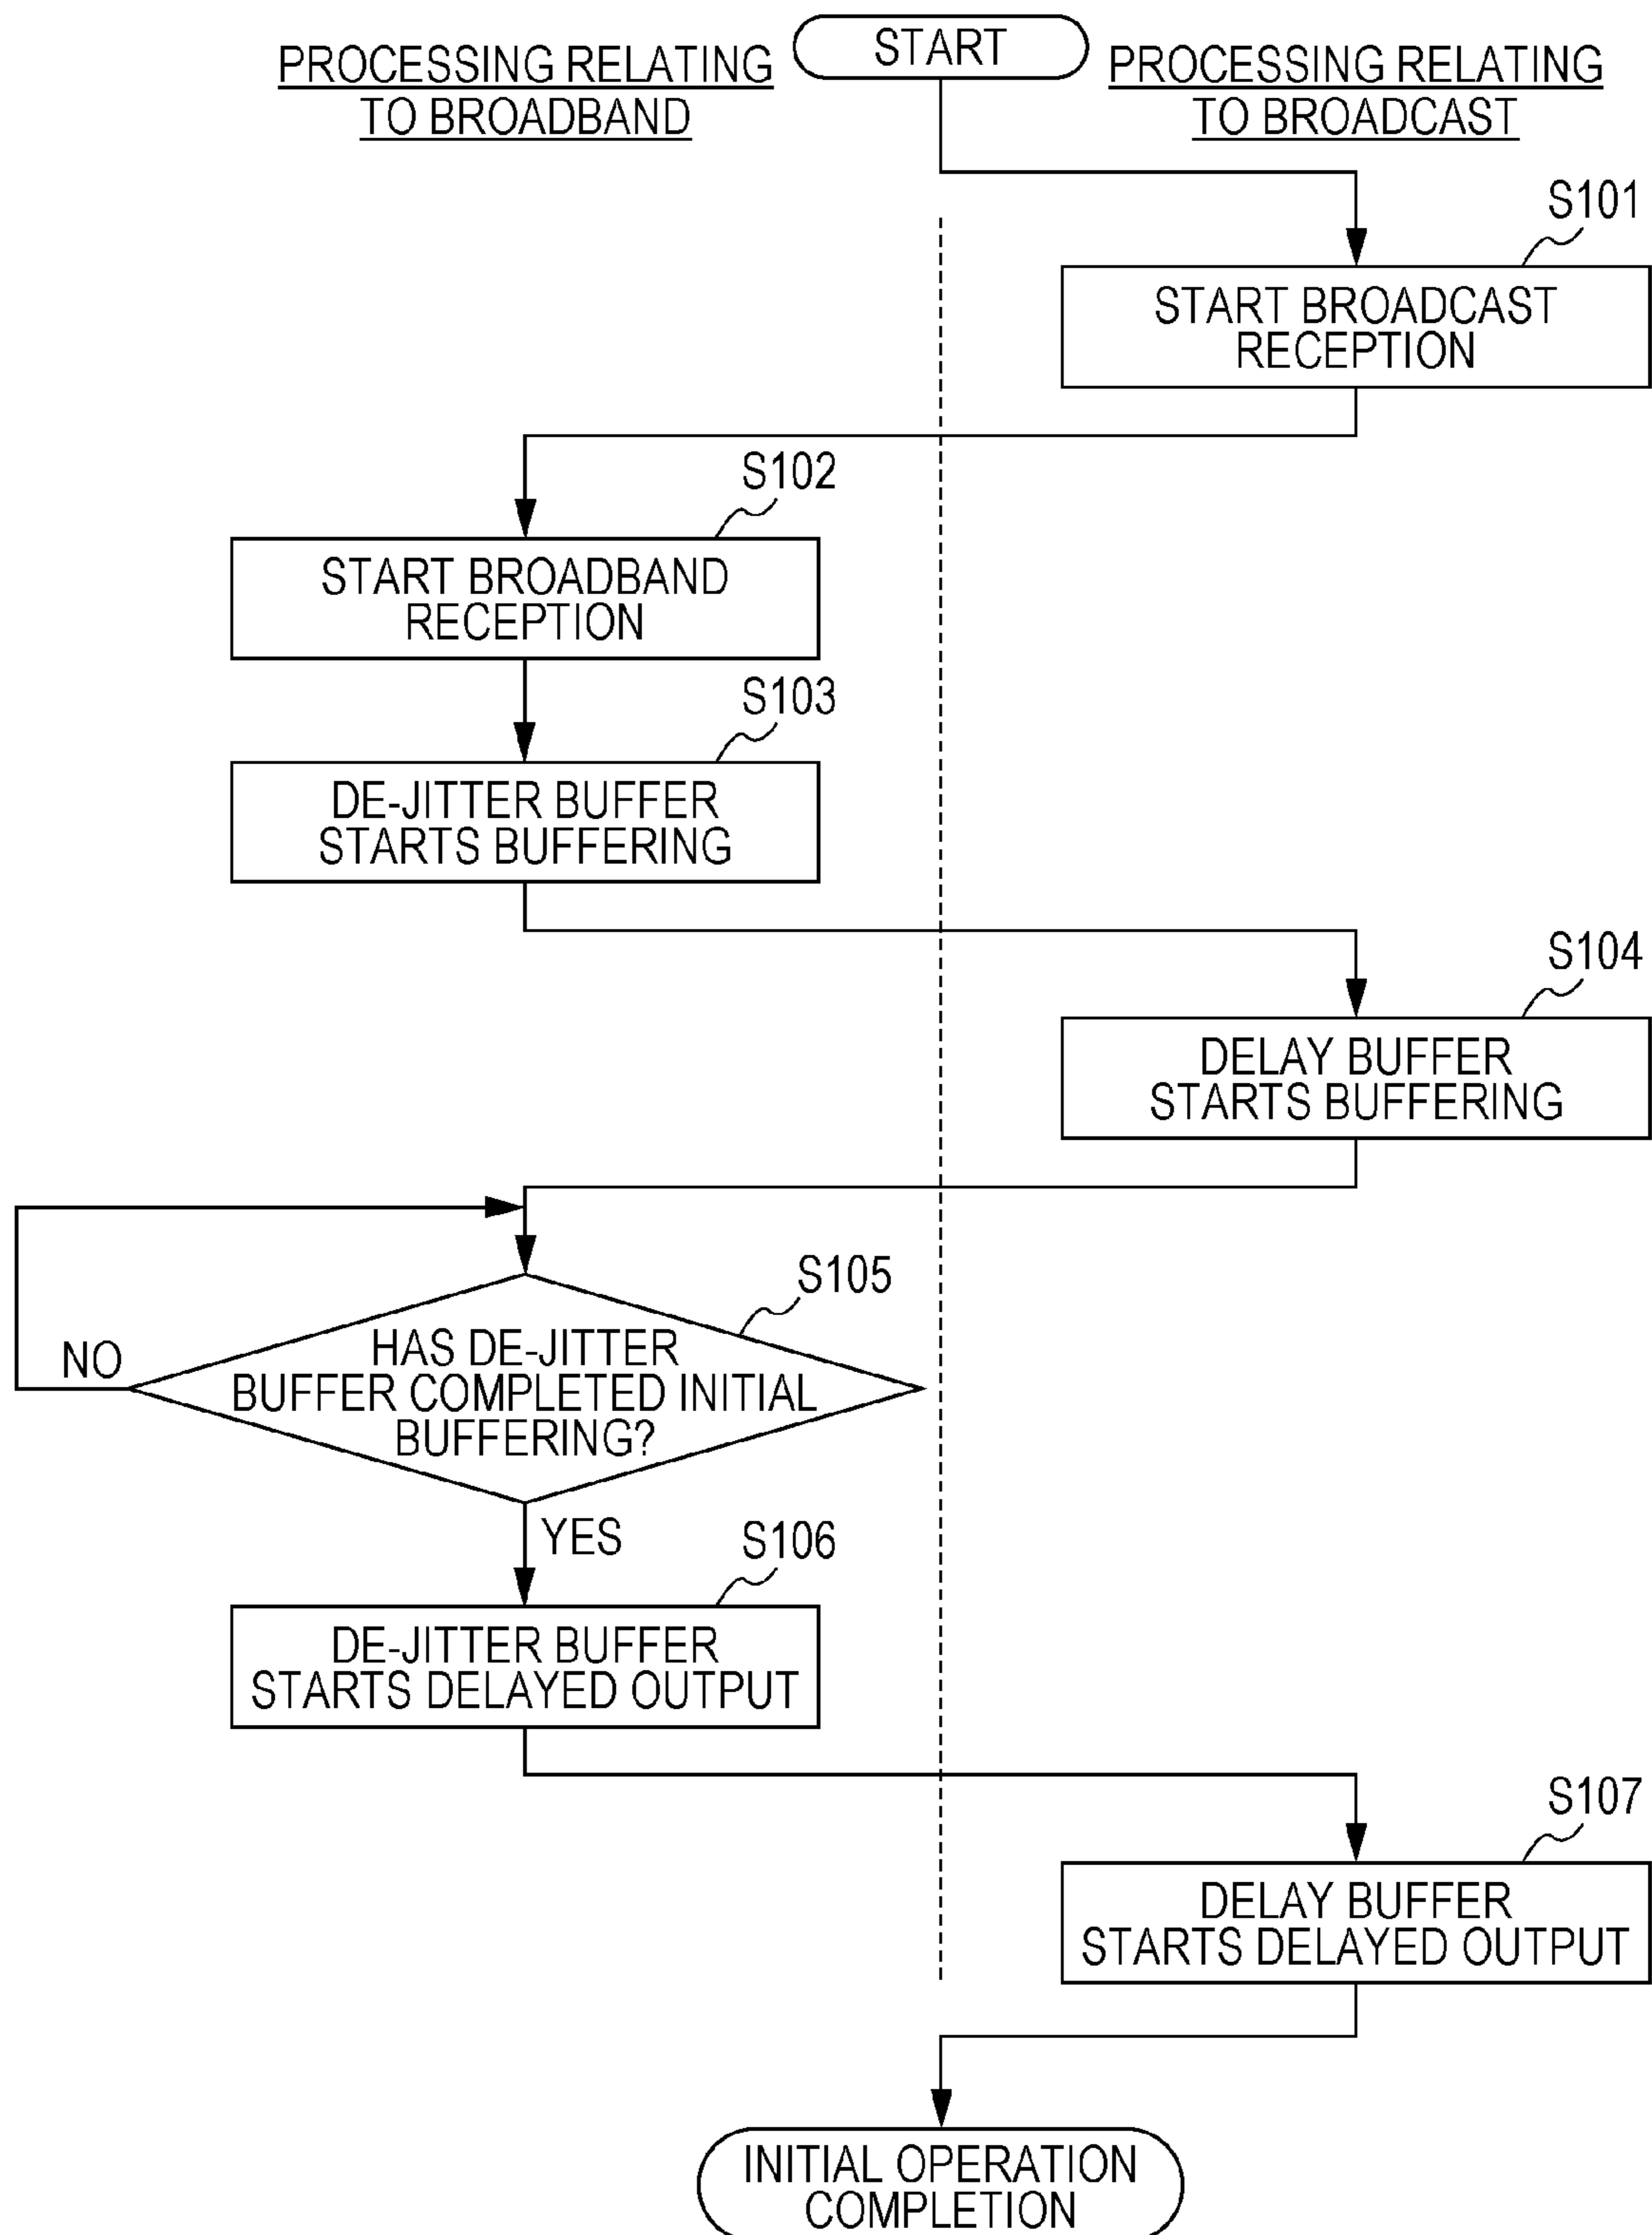 START
PROCESSING RELATING
TO BROADBAND
PROCESSING RELATING
TO BROADCAST
S101
START BROADCAST
RECEPTION
S102
START BROADBAND
RECEPTION
S103
DE-JITTER BUFFER
STARTS BUFFERING
S104
DELAY BUFFER
STARTS BUFFERING
S105
HAS DE-JITTER
BUFFER COMPLETED INITIAL
BUFFERING?
NO
YES
S106
DE-JITTER BUFFER
STARTS DELAYED OUTPUT
S107
DELAY BUFFER
STARTS DELAYED OUTPUT
INITIAL OPERATION
COMPLETION